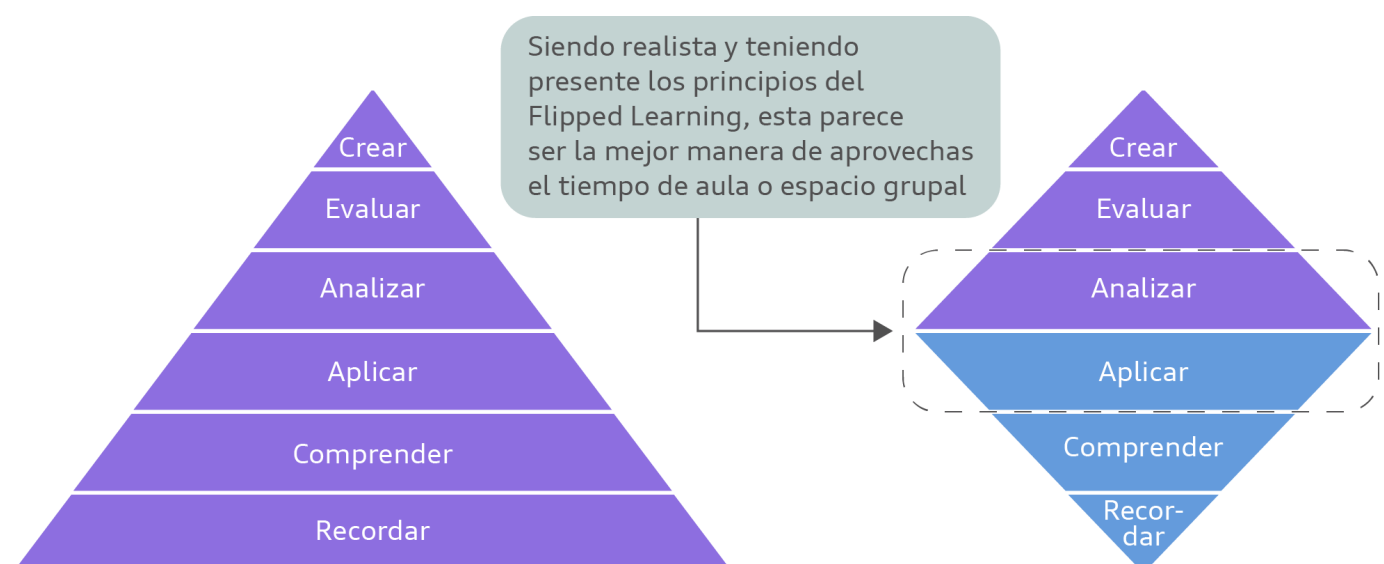 Siendo realista y teniendo
presente los principios del
Flipped Learning, esta parece
ser la mejor manera de aprovechas
el tiempo de aula o espacio grupal
Crear
Evaluar
Analizar
Aplicar
Comprender
Recordar
Crear
Evaluar
Analizar
Aplicar
Comprender
Recor-
dar